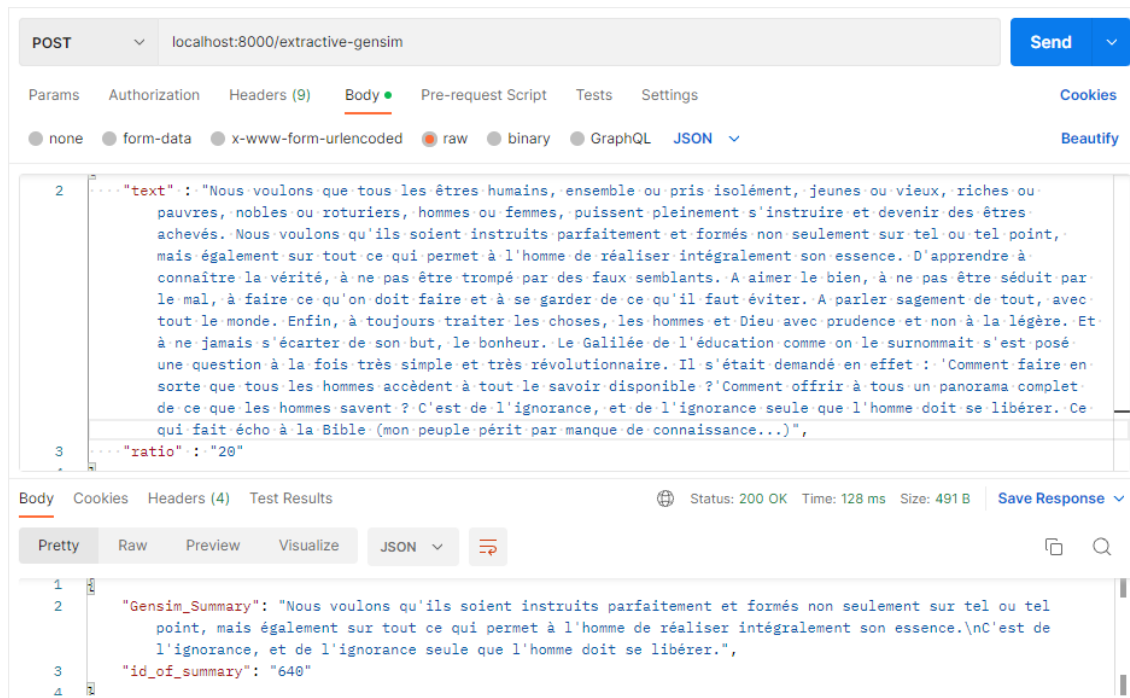 POST localhost:8000/extractive-gensim Send
Params Authorization Headers (9) Body Pre-request Script Tests Settings Cookies
none form-data x-www-form-urlencoded raw binary GraphQL JSON Beautify
2 "text" : "Nous voulons que tous les êtres humains, ensemble ou pris isolément, jeunes ou vieux, riches ou
pauvres, nobles ou roturiers, hommes ou femmes, puissent pleinement s'instruire et devenir des êtres
achevés. Nous voulons qu'ils soient instruits parfaitement et formés non seulement sur tel ou tel point,
mais également sur tout ce qui permet à l'homme de réaliser intégralement son essence. D'apprendre à
connaître la vérité, à ne pas être trompé par des faux semblants. A aimer le bien, à ne pas être séduit par
le mal, à faire ce qu'on doit faire et à se garder de ce qu'il faut éviter. A parler sagement de tout, avec
tout le monde. Enfin, à toujours traiter les choses, les hommes et Dieu avec prudence et non à la légère. Et
à ne jamais s'écarter de son but, le bonheur. Le Galilée de l'éducation comme on le surnommait s'est posé
une question à la fois très simple et très révolutionnaire. Il s'était demandé en effet : 'Comment faire en
sorte que tous les hommes accèdent à tout le savoir disponible ?'Comment offrir à tous un panorama complet
de ce que les hommes savent ? C'est de l'ignorance, et de l'ignorance seule que l'homme doit se libérer. Ce
qui fait écho à la Bible (mon peuple périt par manque de connaissance...)",
3 "ratio" : "20"
Body Cookies Headers (4) Test Results Status: 200 OK Time: 128 ms Size: 491 B Save Response
Pretty Raw Preview Visualize JSON
1 {
2 "Gensim_Summary": "Nous voulons qu'ils soient instruits parfaitement et formés non seulement sur tel ou tel
point, mais également sur tout ce qui permet à l'homme de réaliser intégralement son essence.\nC'est de
l'ignorance, et de l'ignorance seule que l'homme doit se libérer.",
3 "id_of_summary": "640"
4 }